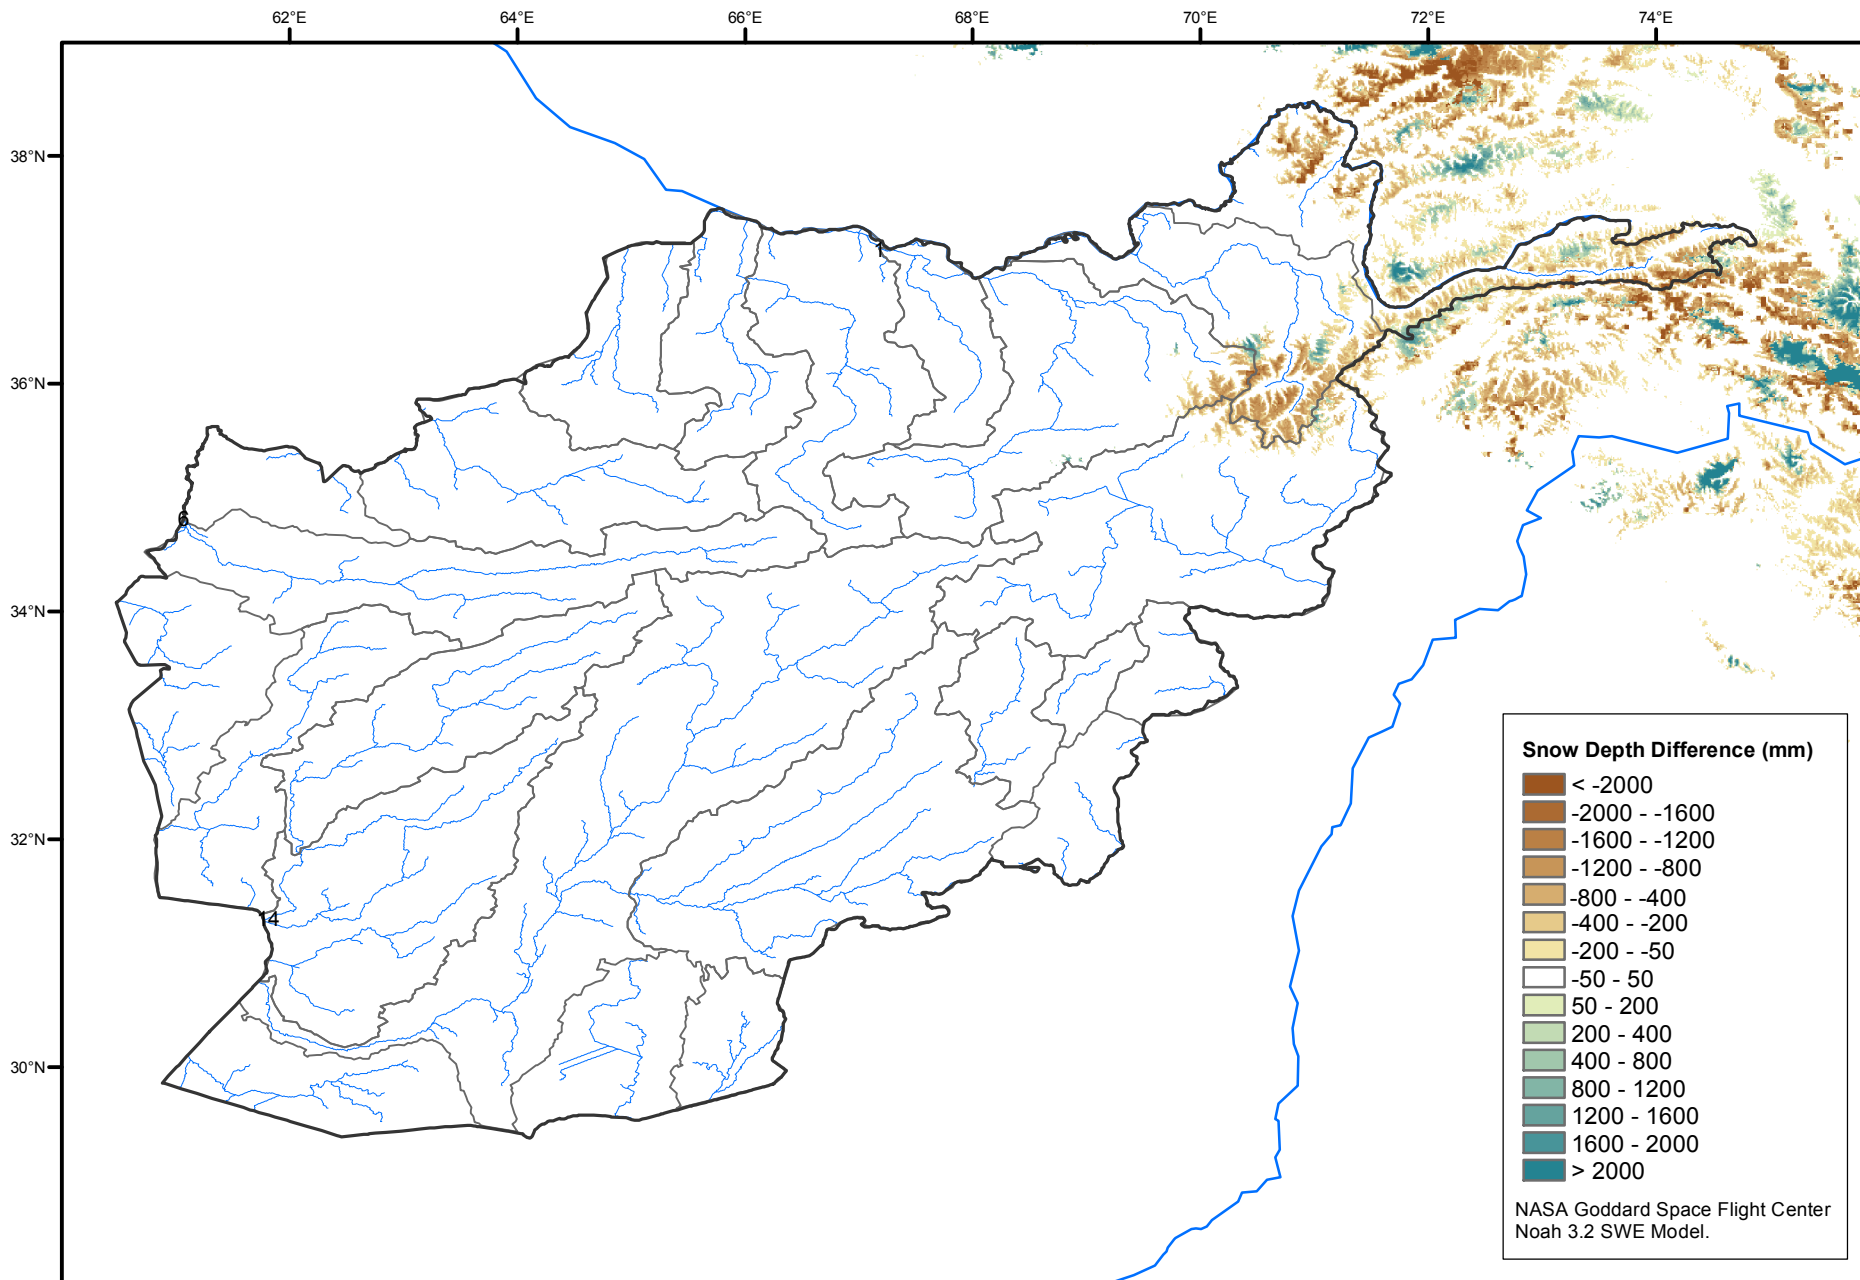 62°E 64°E 66°E 68°E 70°E 72°E 74°E
38°N
1
36°N
6
34°N
32°N
14
30°N
Snow Depth Difference (mm)
< -2000
-2000 - -1600
-1600 - -1200
-1200 - -800
-800 - -400
-400 - -200
-200 - -50
-50 - 50
50 - 200
200 - 400
400 - 800
800 - 1200
1200 - 1600
1600 - 2000
> 2000
NASA Goddard Space Flight Center
Noah 3.2 SWE Model.